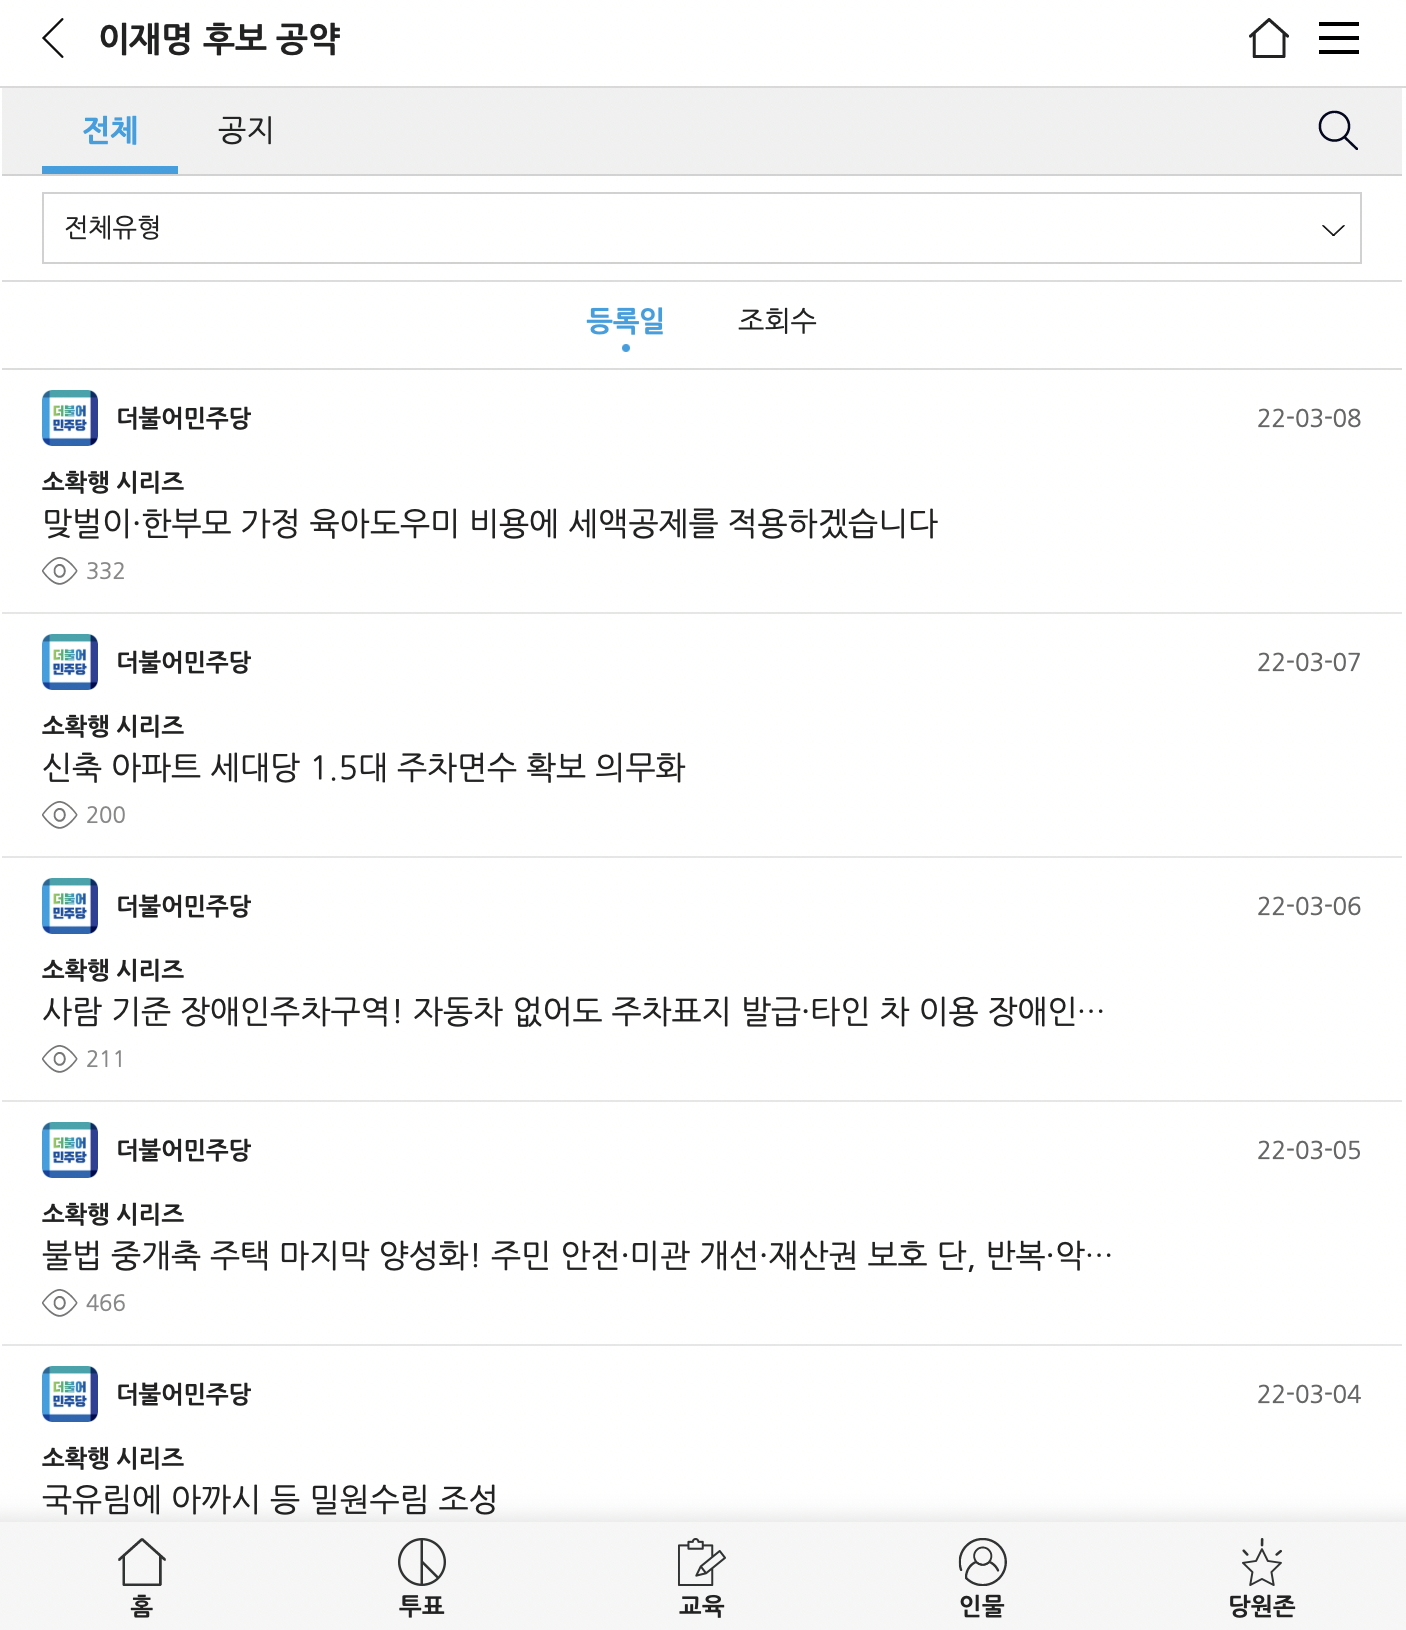 이재명 후보 공약
전체 공지
전체유형
등록일 조회수
더불어 민주당 더불어민주당 22-03-08
소확행 시리즈
맞벌이·한부모 가정 육아도우미 비용에 세액공제를 적용하겠습니다
332
더불어 민주당 더불어민주당 22-03-07
소확행 시리즈
신축 아파트 세대당 1.5대 주차면수 확보 의무화
200
더불어 민주당 더불어민주당 22-03-06
소확행 시리즈
사람 기준 장애인주차구역! 자동차 없어도 주차표지 발급·타인 차 이용 장애인…
211
더불어 민주당 더불어민주당 22-03-05
소확행 시리즈
불법 중개축 주택 마지막 양성화! 주민 안전·미관 개선·재산권 보호 단, 반복·악…
466
더불어 민주당 더불어민주당 22-03-04
소확행 시리즈
국유림에 아까시 등 밀원수림 조성
홈 투표 교육 인물 당원존